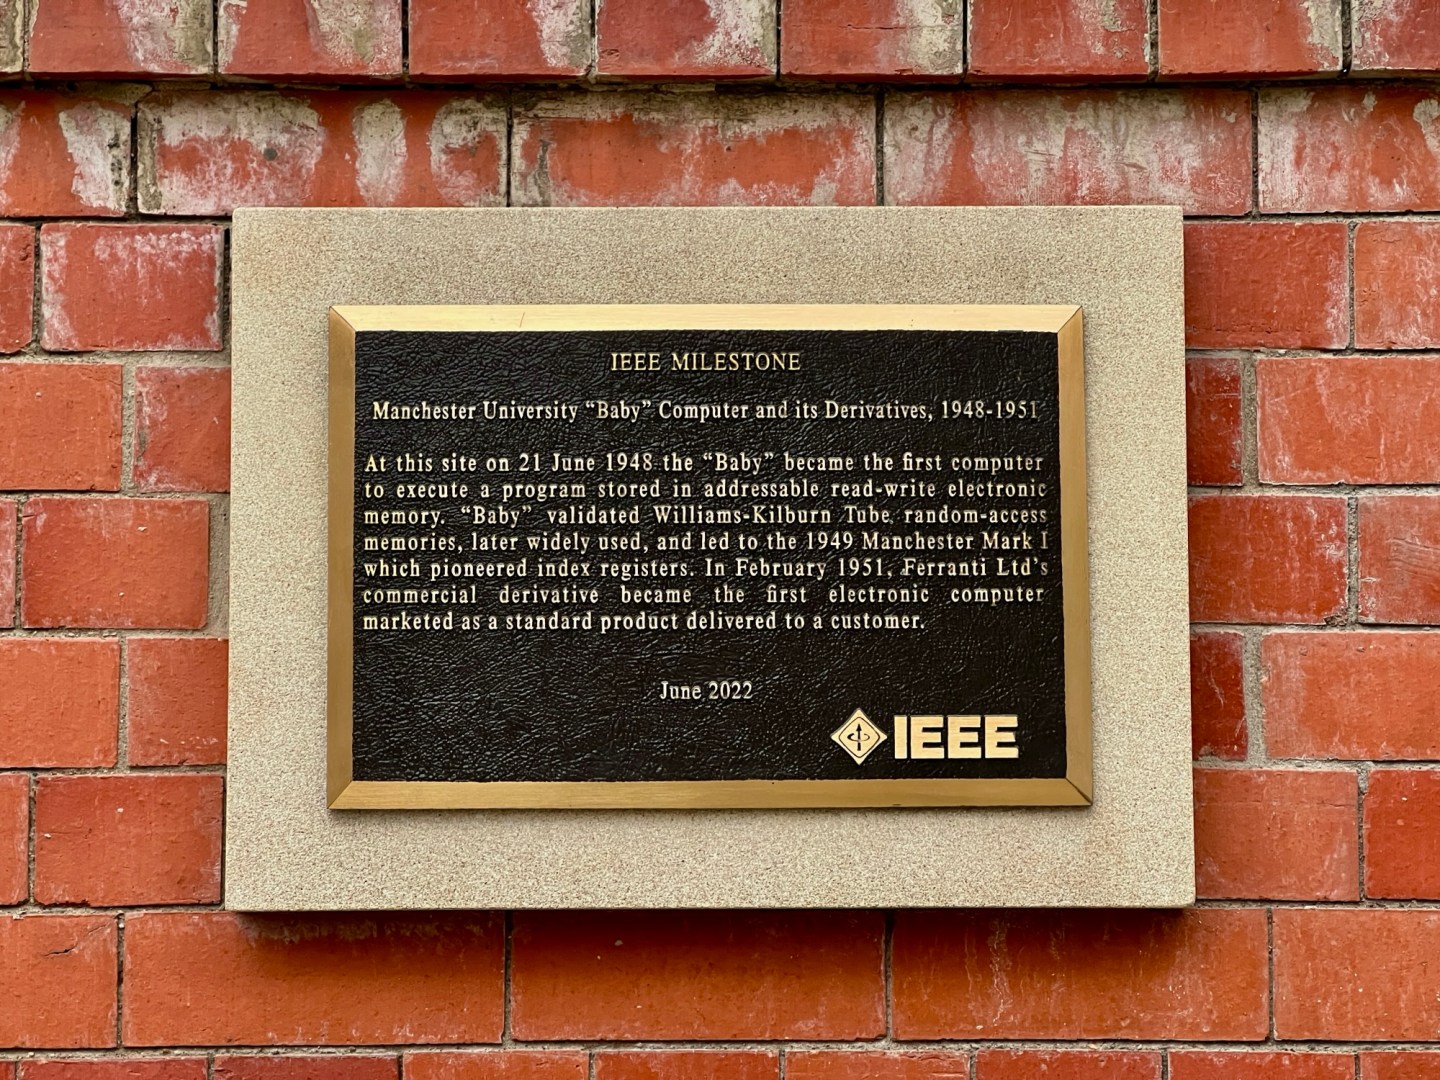 IEEE MILESTONE
Manchester University “Baby” Computer and its Derivatives, 1948-1951
At this site on 21 June 1948 the “Baby” became the first computer
to execute a program stored in addressable read-write electronic
memory. “Baby” validated Williams-Kilburn Tube random-access
memories, later widely used, and led to the 1949 Manchester Mark I
which pioneered index registers. In February 1951, Ferranti Ltd’s
commercial derivative became the first electronic computer
marketed as a standard product delivered to a customer.
June 2022
IEEE